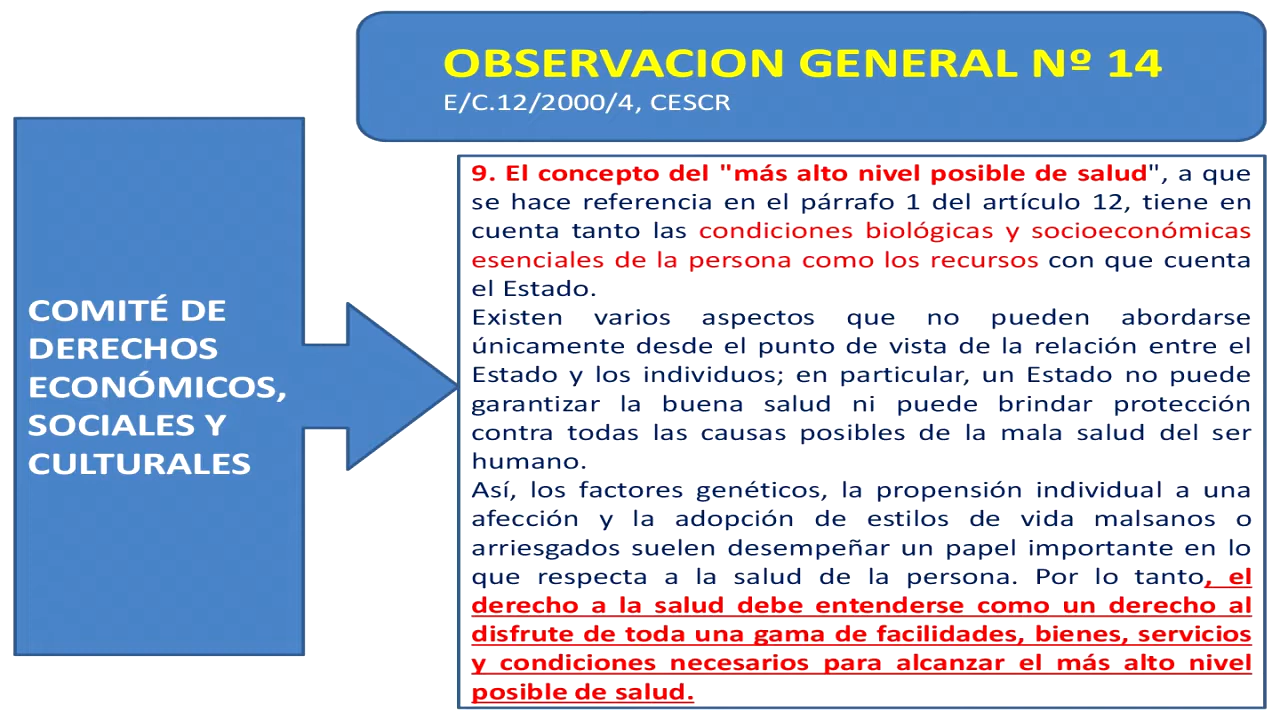 OBSERVACION GENERAL Nº 14
E/C.12/2000/4, CESCR
COMITÉ DE
DERECHOS
ECONÓMICOS,
SOCIALES Y
CULTURALES
9. El concepto del "más alto nivel posible de salud", a que
se hace referencia en el párrafo 1 del artículo 12, tiene en
cuenta tanto las condiciones biológicas y socioeconómicas
esenciales de la persona como los recursos con que cuenta
el Estado.
Existen varios aspectos que no pueden abordarse
únicamente desde el punto de vista de la relación entre el
Estado y los individuos; en particular, un Estado no puede
garantizar la buena salud ni puede brindar protección
contra todas las causas posibles de la mala salud del ser
humano.
Así, los factores genéticos, la propensión individual a una
afección y la adopción de estilos de vida malsanos o
arriesgados suelen desempeñar un papel importante en lo
que respecta a la salud de la persona. Por lo tanto, el
derecho a la salud debe entenderse como un derecho al
disfrute de toda una gama de facilidades, bienes, servicios
y condiciones necesarios para alcanzar el más alto nivel
posible de salud.